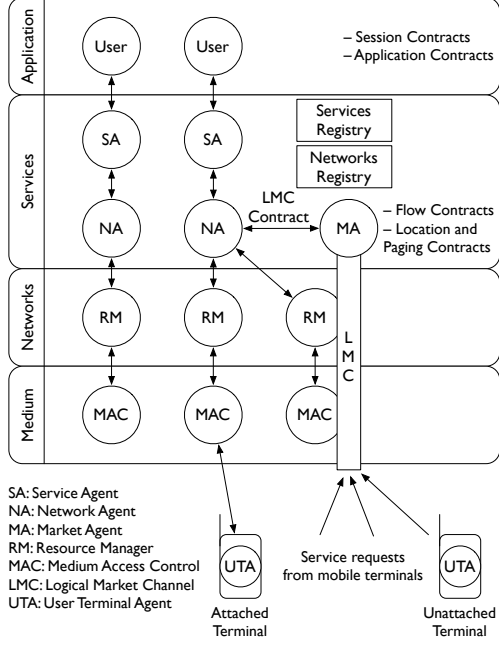 Application
User
User
– Session Contracts
– Application Contracts
Services
SA
SA
Services
Registry
Networks
Registry
NA
NA
LMC
Contract
MA
– Flow Contracts
– Location and
Paging Contracts
Networks
RM
RM
RM
L
M
C
Medium
MAC
MAC
MAC
SA: Service Agent
NA: Network Agent
MA: Market Agent
RM: Resource Manager
MAC: Medium Access Control
LMC: Logical Market Channel
UTA: User Terminal Agent
UTA
Attached
Terminal
Service requests
from mobile terminals
UTA
Unattached
Terminal